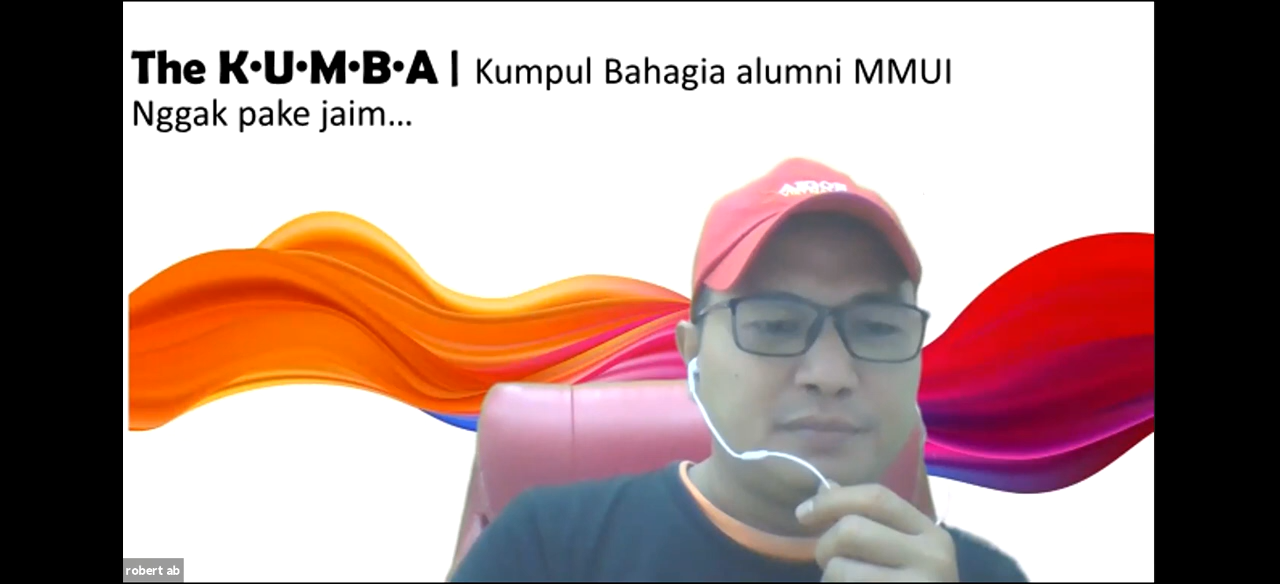 The K•U•M•B•A | Kumpul Bahagia alumni MMUI
Nggak pake jaim...
robert ab